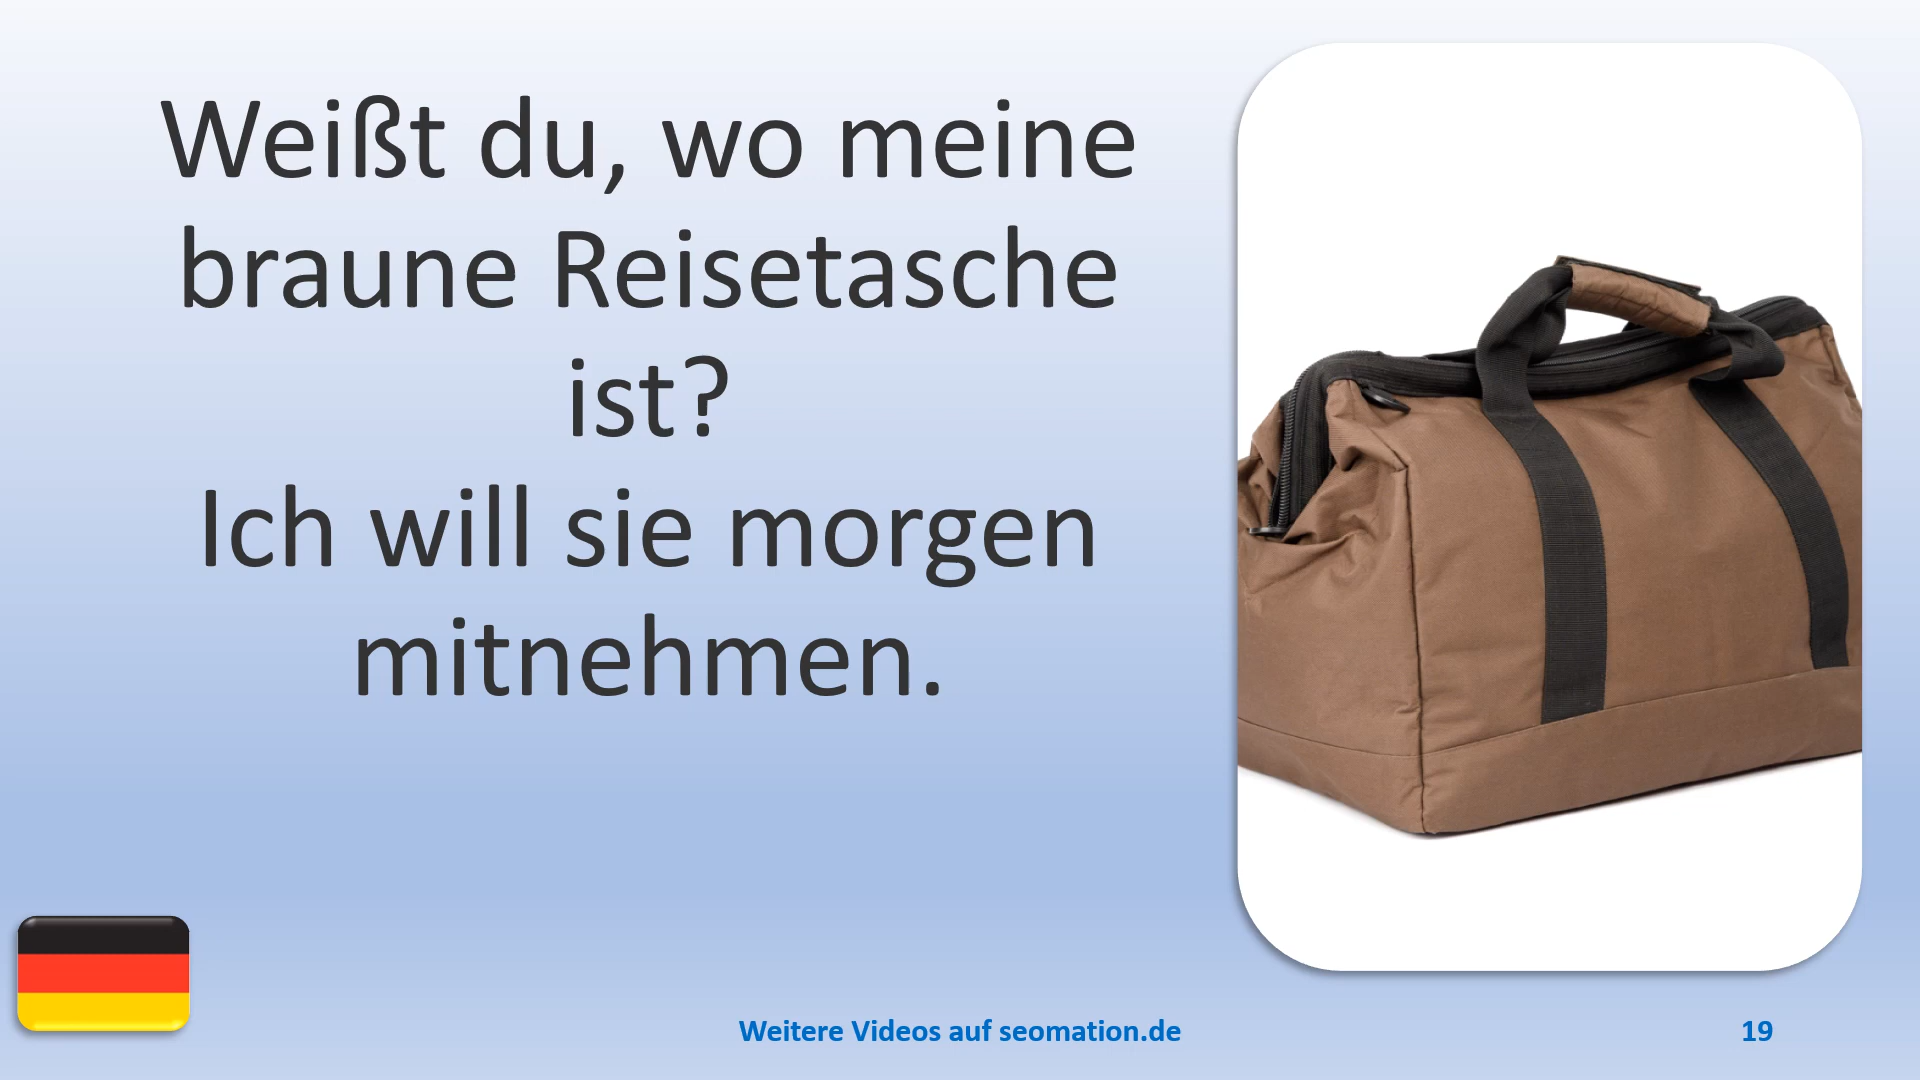 Weißt du, wo meine
braune Reisetasche
ist?
Ich will sie morgen
mitnehmen.
Weitere Videos auf seomation.de
19